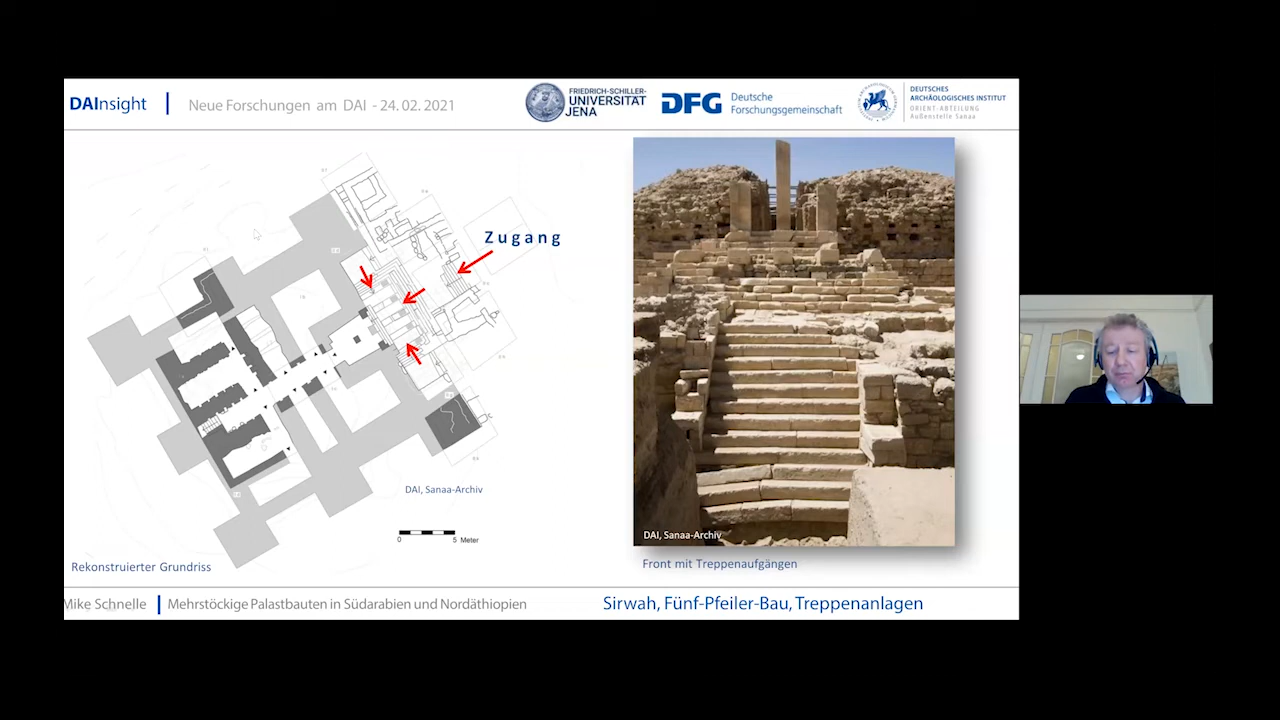 DAInsight
Neue Forschungen am DAI - 24.02.2021
FRIEDRICH-SCHILLER-
UNIVERSITÄT
JENA
DFG
Deutsche
Forschungsgemeinschaft
DEUTSCHES
ARCHÄOLOGISCHES INSTITUT
ORIENT-ABTEILUNG
Außenstelle Sanaa
Zugang
DAI, Sanaa-Archiv
0 5 Meter
Rekonstruierter Grundriss
DAI, Sanaa-Archiv
Front mit Treppenaufgängen
Mike Schnelle
Mehrstöckige Palastbauten in Südarabien und Nordäthiopien
Sirwah, Fünf-Pfeiler-Bau, Treppenanlagen